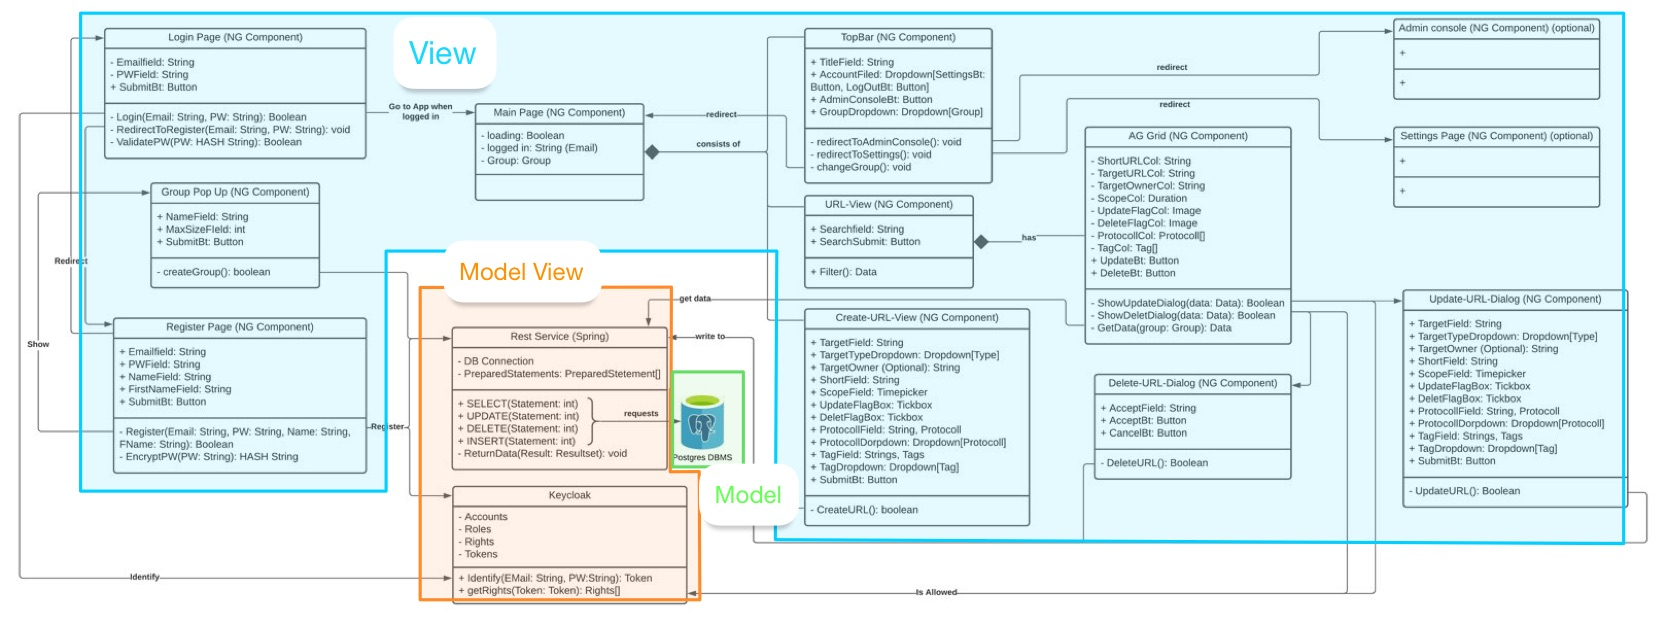 View
Login Page (NG Component)
- Emailfield: String
- PWField: String
+ SubmitBt: Button
- Login(Email: String, PW: String): Boolean
- RedirectToRegister(Email: String, PW: String): void
- ValidatePW(PW: HASH String): Boolean
Go to App when
logged in
Main Page (NG Component)
- loading: Boolean
- logged in: String (Email)
- Group: Group
redirect
consists of
TopBar (NG Component)
+ TitleField: String
+ AccountFiled: Dropdown[SettingsBt:
Button, LogOutBt: Button]
+ AdminConsoleBt: Button
+ GroupDropdown: Dropdown[Group]
- redirectToAdminConsole(): void
- redirectToSettings(): void
- changeGroup(): void
redirect
redirect
Admin console (NG Component) (optional)
+
+
Settings Page (NG Component) (optional)
+
+
AG Grid (NG Component)
- ShortURLCol: String
- TargetURLCol: String
- TargetOwnerCol: String
- ScopeCol: Duration
- UpdateFlagCol: Image
- DeleteFlagCol: Image
- ProtocollCol: Protocoll[]
- TagCol: Tag[]
+ UpdateBt: Button
+ DeleteBt: Button
- ShowUpdateDialog(data: Data): Boolean
- ShowDeletDialog(data: Data): Boolean
- GetData(group: Group): Data
Group Pop Up (NG Component)
+ NameField: String
+ MaxSizeFIeld: int
+ SubmitBt: Button
- createGroup(): boolean
URL-View (NG Component)
+ Searchfield: String
+ SearchSubmit: Button
+ Filter(): Data
has
Redirect
Show
Model View
get data
write to
Register Page (NG Component)
+ Emailfield: String
+ PWField: String
+ NameField: String
+ FirstNameField: String
+ SubmitBt: Button
- Register(Email: String, PW: String, Name: String,
FName: String): Boolean
- EncryptPW(PW: String): HASH String
Register
Rest Service (Spring)
- DB Connection
- PreparedStatements: PreparedStetement[]
+ SELECT(Statement: int)
+ UPDATE(Statement: int)
+ DELETE(Statement: int)
+ INSERT(Statement: int)
- ReturnData(Result: Resultset): void
requests
Postgres DBMS
Model
Create-URL-View (NG Component)
+ TargetField: String
+ TargetTypeDropdown: Dropdown[Type]
+ TargetOwner (Optional): String
+ ShortField: String
+ ScopeField: Timepicker
+ UpdateFlagBox: Tickbox
+ DeletFlagBox: Tickbox
+ ProtocollField: String, Protocoll
+ ProtocollDorpdown: Dropdown[Protocoll]
+ TagField: Strings, Tags
+ TagDropdown: Dropdown[Tag]
+ SubmitBt: Button
- CreateURL(): boolean
Delete-URL-Dialog (NG Component)
+ AcceptField: String
+ AcceptBt: Button
+ CancelBt: Button
- DeleteURL(): Boolean
Update-URL-Dialog (NG Component)
+ TargetField: String
+ TargetTypeDropdown: Dropdown[Type]
+ TargetOwner (Optional): String
+ ShortField: String
+ ScopeField: Timepicker
+ UpdateFlagBox: Tickbox
+ DeletFlagBox: Tickbox
+ ProtocollField: String, Protocoll
+ ProtocollDorpdown: Dropdown[Protocoll]
+ TagField: Strings, Tags
+ TagDropdown: Dropdown[Tag]
+ SubmitBt: Button
- UpdateURL(): Boolean
Keycloak
- Accounts
- Roles
- Rights
- Tokens
+ Identify(EMail: String, PW:String): Token
+ getRights(Token: Token): Rights[]
Identify
Is Allowed